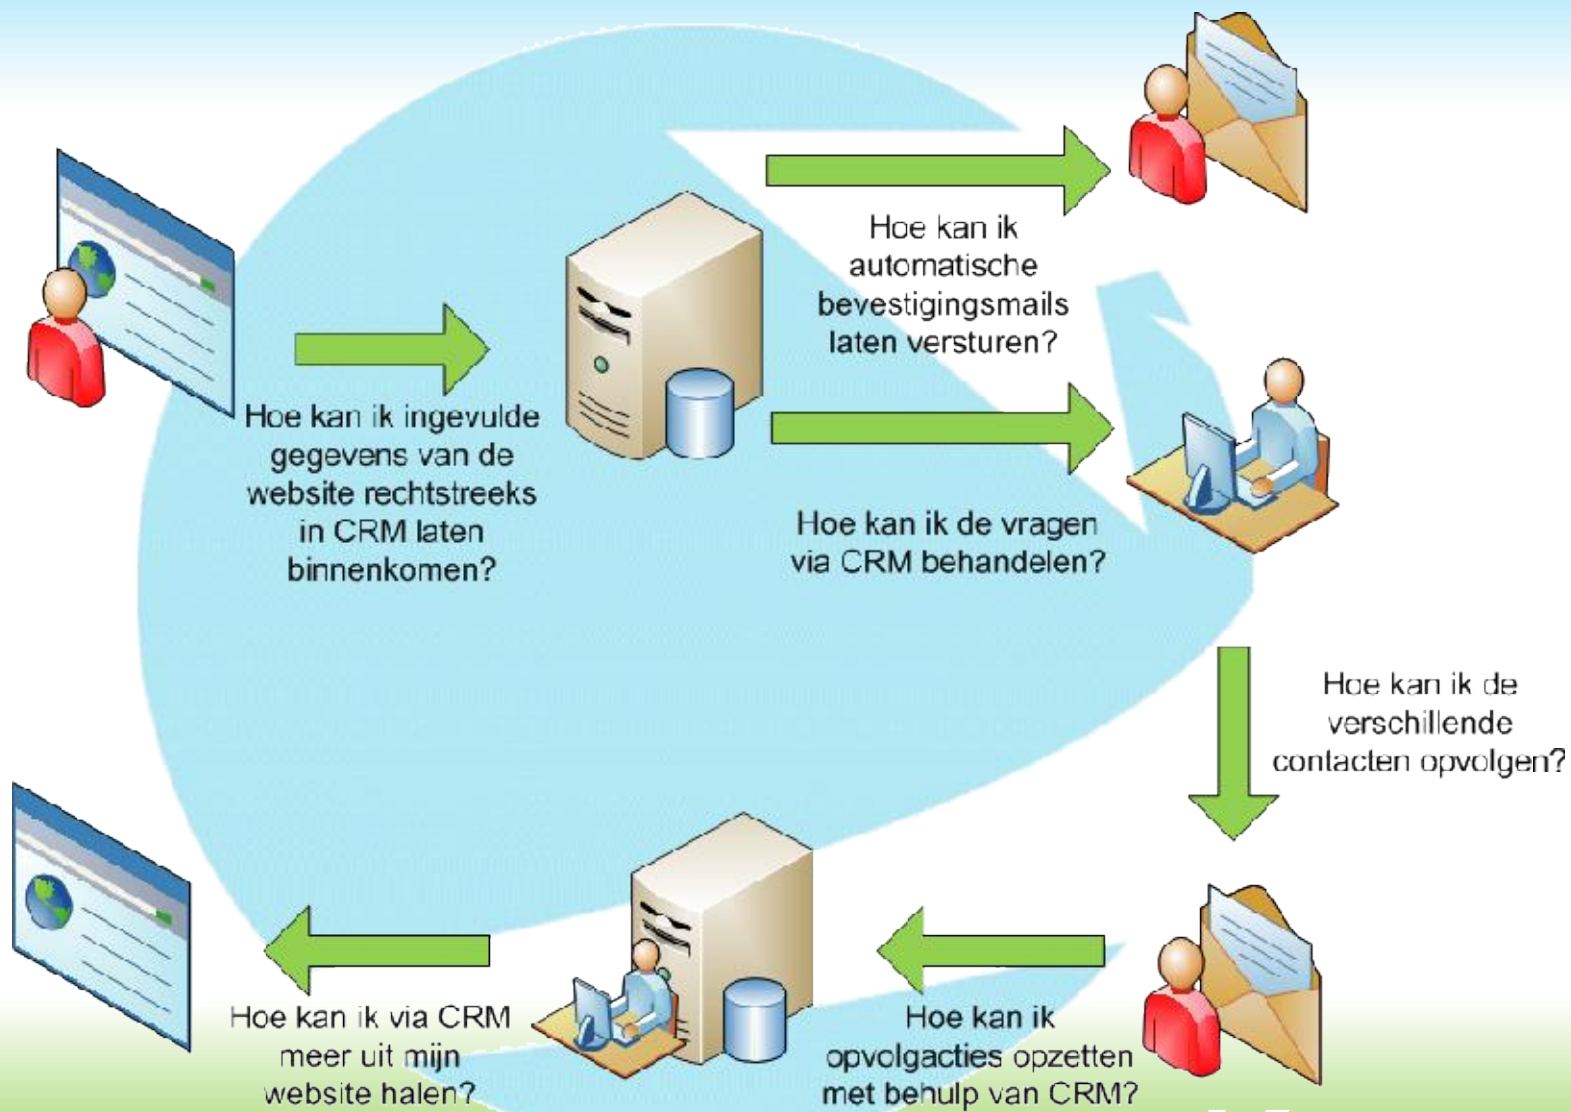 Hoe kan ik
automatische
bevestigingsmails
laten versturen?
Hoe kan ik ingevulde
gegevens van de
website rechtstreeks
in CRM laten
binnenkomen?
Hoe kan ik de vragen
via CRM behandelen?
Hoe kan ik de
verschillende
contacten opvolgen?
Hoe kan ik
opvolgacties opzetten
met behulp van CRM?
Hoe kan ik via CRM
meer uit mijn
website halen?